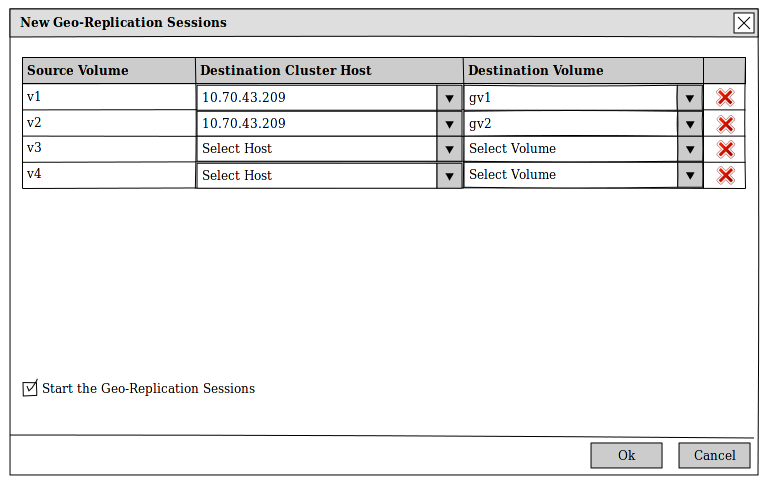 New Geo-Replication Sessions
Source Volume Destination Cluster Host Destination Volume
v1 10.70.43.209 gv1
v2 10.70.43.209 gv2
v3 Select Host Select Volume
v4 Select Host Select Volume
Start the Geo-Replication Sessions
Ok Cancel